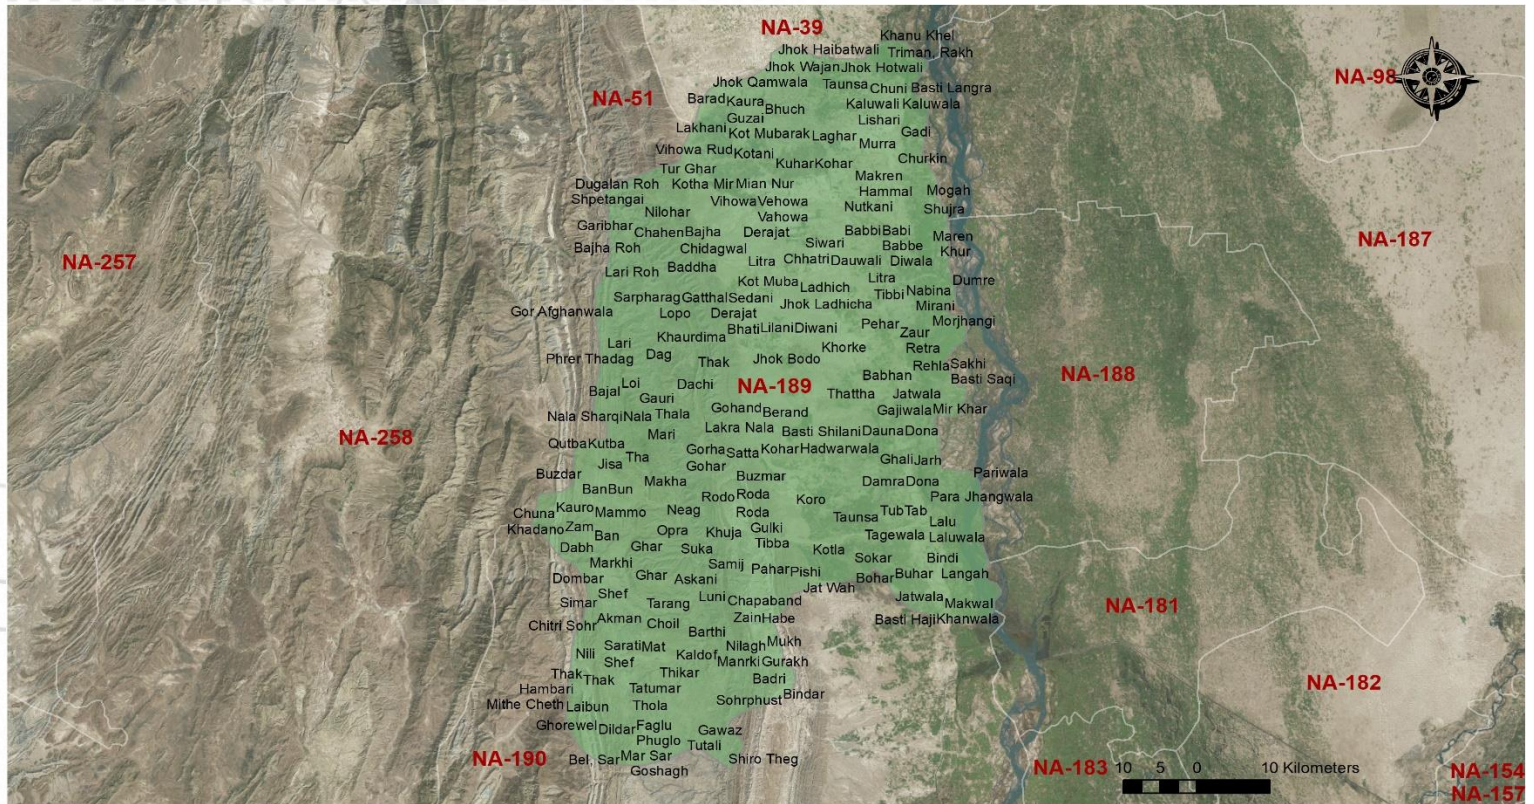 NA-39
Khanu Khel
Jhok Haibatwali
Triman, Rakh
Jhok Wajan
Jhok Hotwali
NA-98
Jhok Qamwala
Taunsa
Chuni
Basti Langra
NA-51
Barad
Kaura
Bhuch
Kaluwali
Kaluwala
Guzai
Lishari
Lakhani
Kot Mubarak
Laghar
Gadi
Murra
Vihowa Rud
Kotani
Kuhar
Kohar
Churkin
Tur Ghar
Makren
Dugalan Roh
Kotha Mir
Mian Nur
Hammal
Mogah
Shpetangai
Vihowa
Vehowa
Nutkani
Shujra
Nilohar
Vahowa
Garibhar
Chahen
Bajha
Derajat
Babbi
Babi
Maren
NA-187
Bajha Roh
Chidagwal
Siwari
Babbe
Khur
NA-257
Litra
Chhatri
Dauwali
Diwala
Lari Roh
Baddha
Kot Muba
Ladhich
Litra
Dumre
Sarpharag
Gatthal
Sedani
Jhok Ladhicha
Tibbi
Nabina
Gor Afghanwala
Lopo
Derajat
Mirani
Bhati
Lilani
Diwani
Pehar
Morjhangi
Khaurdima
Zaur
Lari
Khorke
Retra
Phrer Thadag
Dag
Thak
Jhok Bodo
Rehla
Sakhi
NA-188
Babhan
Basti Saqi
Bajal
Loi
Dachi
NA-189
Gauri
Thattha
Jatwala
Nala Sharqi
Nala
Thala
Gohand
Berand
Gajiwala
Mir Khar
NA-258
Mari
Lakra Nala
Basti Shilani
Dauna
Dona
Qutba
Kutba
Gorha
Satta
Kohar
Hadwarwala
Jisa
Tha
Gohar
Ghali
Jarh
Buzdar
Makha
Buzmar
Damra
Dona
Pariwala
Ban
Bun
Rodo
Roda
Koro
Para Jhangwala
Chuna
Kauro
Mammo
Neag
Roda
Taunsa
Tub
Tab
Lalu
Khadano
Zam
Ban
Opra
Khuja
Gulki
Tagewala
Laluwala
Dabh
Ghar
Suka
Tibba
Kotla
Sokar
Bindi
Markhi
Samij
Pahar
Pishi
Dombar
Ghar
Askani
Bohar
Buhar
Langah
Shef
Luni
Chapaband
Jat Wah
Jatwala
Simar
Tarang
Makwal
NA-181
Chitri Sohr
Akman
Choil
Zain
Habe
Basti Haji
Khanwala
Barthi
Nili
Sarati
Mat
Nilagh
Mukh
Shef
Kaldof
Manrki
Gurakh
Thak
Thak
Thikar
Badri
Hambari
Tatumar
NA-182
Mithe Cheth
Laibun
Thola
Sohrphust
Bindar
Ghorewel
Dildar
Faglu
Gawaz
Phuglo
Tutali
NA-190
Bel, Sar
Mar Sar
Shiro Theg
Goshagh
NA-183
10 5 0 10 Kilometers
NA-154
NA-157